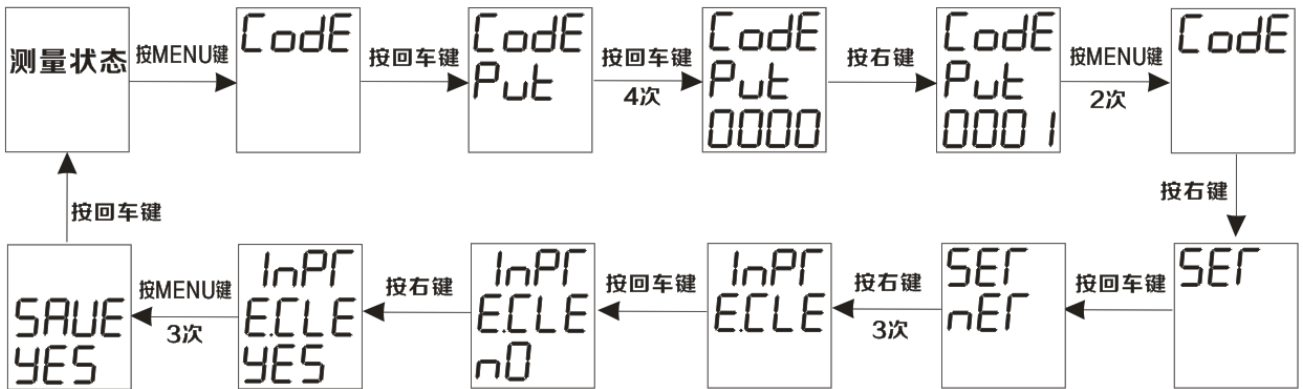 测量状态
按MENU键
CodE
按回车键
CodE
Put
按回车键
4次
CodE
Put
0000
按右键
CodE
Put
0001
按MENU键
2次
CodE
按右键
SET
按回车键
SET
nET
按右键
3次
InPT
E.CLE
按回车键
InPT
E.CLE
nO
按右键
InPT
E.CLE
YES
按MENU键
3次
SAVE
YES
按回车键